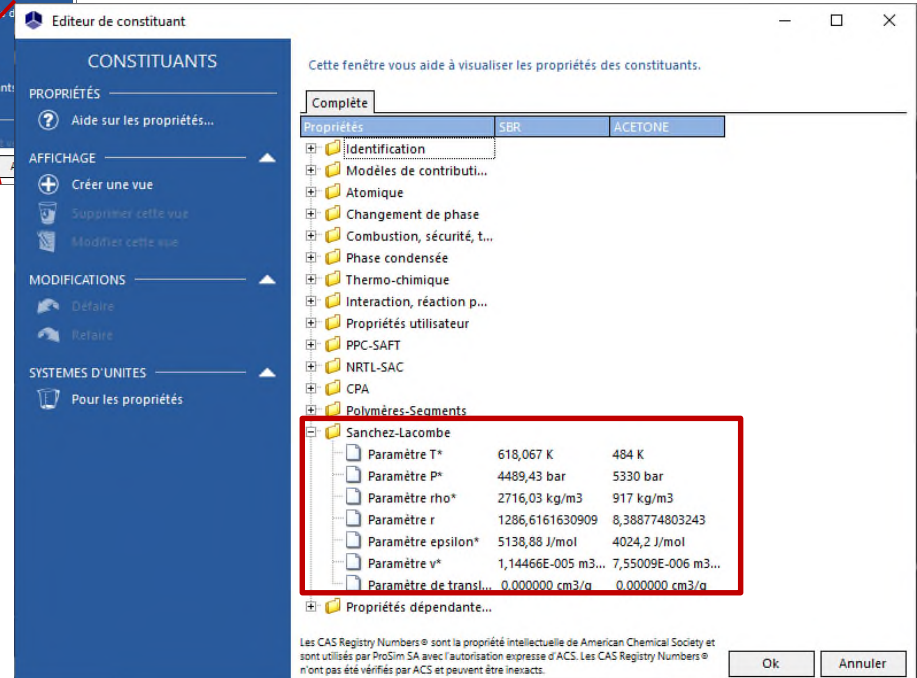 Editeur de constituant
CONSTITUANTS
PROPRIÉTÉS
Aide sur les propriétés...
AFFICHAGE
Créer une vue
Supprimer cette vue
Modifier cette vue
MODIFICATIONS
Défaire
Refaire
SYSTEMES D'UNITES
Pour les propriétés
Cette fenêtre vous aide à visualiser les propriétés des constituants.
Complète
Propriétés SBR ACETONE
Identification
Modèles de contributi...
Atomique
Changement de phase
Combustion, sécurité, t...
Phase condensée
Thermo-chimique
Interaction, réaction p...
Propriétés utilisateur
PPC-SAFT
NRTL-SAC
CPA
Polymères-Segments
Sanchez-Lacombe
Paramètre T* 618,067 K 484 K
Paramètre P* 4489,43 bar 5330 bar
Paramètre rho* 2716,03 kg/m3 917 kg/m3
Paramètre r 1286,6161630909 8,388774803243
Paramètre epsilon* 5138,88 J/mol 4024,2 J/mol
Paramètre v* 1,14466E-005 m3... 7,55009E-006 m3...
Paramètre de transl... 0,000000 cm3/g 0,000000 cm3/g
Propriétés dépendante...
Les CAS Registry Numbers® sont la propriété intellectuelle de American Chemical Society et
sont utilisés par ProSim SA avec l'autorisation expresse d'ACS. Les CAS Registry Numbers®
n'ont pas été vérifiés par ACS et peuvent être inexacts.
Ok Annuler